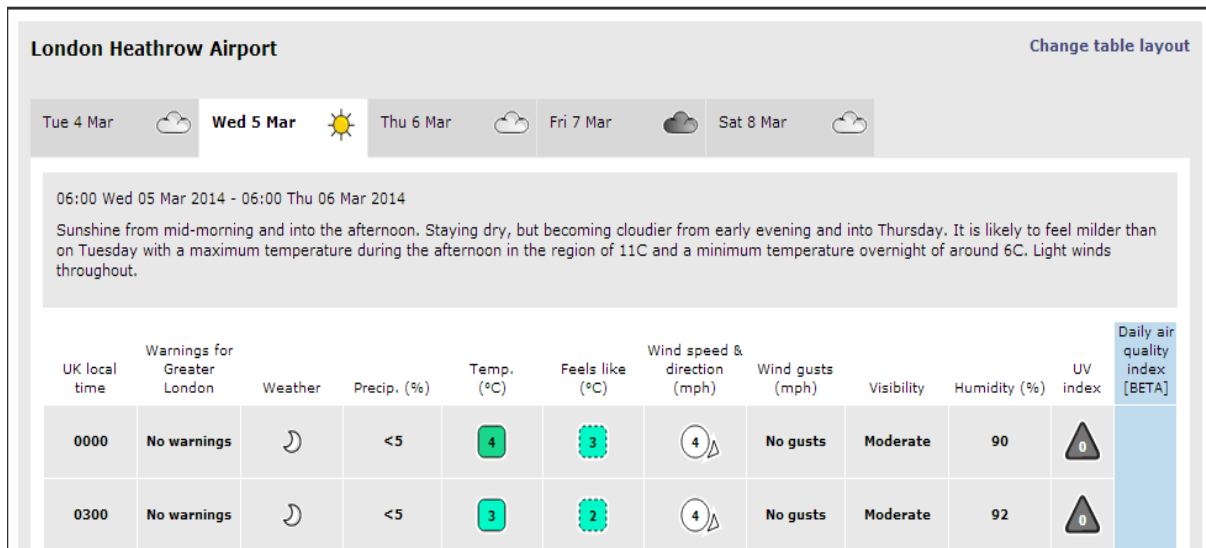 London Heathrow Airport
Change table layout
Tue 4 Mar
Wed 5 Mar
Thu 6 Mar
Fri 7 Mar
Sat 8 Mar
06:00 Wed 05 Mar 2014 - 06:00 Thu 06 Mar 2014
Sunshine from mid-morning and into the afternoon. Staying dry, but becoming cloudier from early evening and into Thursday. It is likely to feel milder than
on Tuesday with a maximum temperature during the afternoon in the region of 11C and a minimum temperature overnight of around 6C. Light winds
throughout.
UK local
time
Warnings for
Greater
London
Weather
Precip. (%)
Temp.
(ºC)
Feels like
(ºC)
Wind speed &
direction
(mph)
Wind gusts
(mph)
Visibility
Humidity (%)
UV
index
Daily air
quality
index
[BETA]
0000 No warnings <5 4 3 4 No gusts Moderate 90 0
0300 No warnings <5 3 2 4 No gusts Moderate 92 0